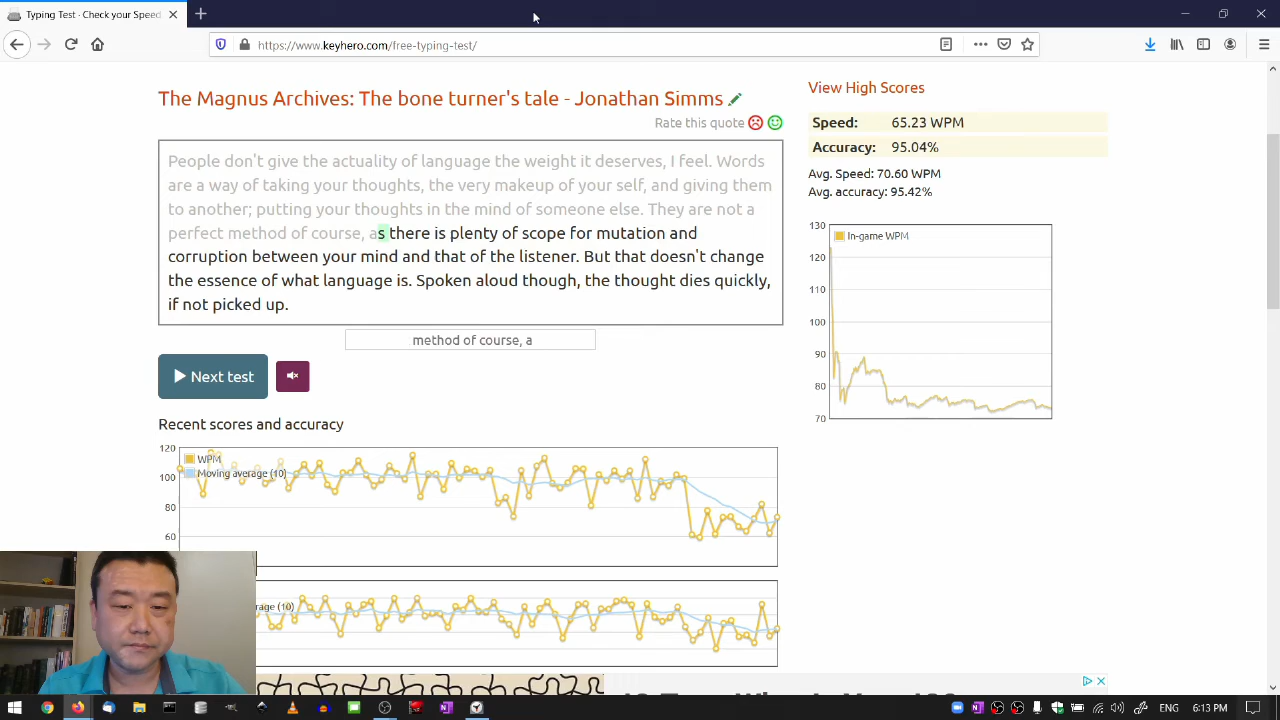 Typing Test - Check your Speed
https://www.keyhero.com/free-typing-test/
The Magnus Archives: The bone turner's tale - Jonathan Simms
Rate this quote
People don't give the actuality of language the weight it deserves, I feel. Words
are a way of taking your thoughts, the very makeup of your self, and giving them
to another; putting your thoughts in the mind of someone else. They are not a
perfect method of course, as there is plenty of scope for mutation and
corruption between your mind and that of the listener. But that doesn't change
the essence of what language is. Spoken aloud though, the thought dies quickly,
if not picked up.
method of course, a
Next test
Recent scores and accuracy
120
WPM
Moving average (10)
100
80
60
rage (10)
View High Scores
Speed: 65.23 WPM
Accuracy: 95.04%
Avg. Speed: 70.60 WPM
Avg. accuracy: 95.42%
130
In-game WPM
120
110
100
90
80
70
ENG
6:13 PM